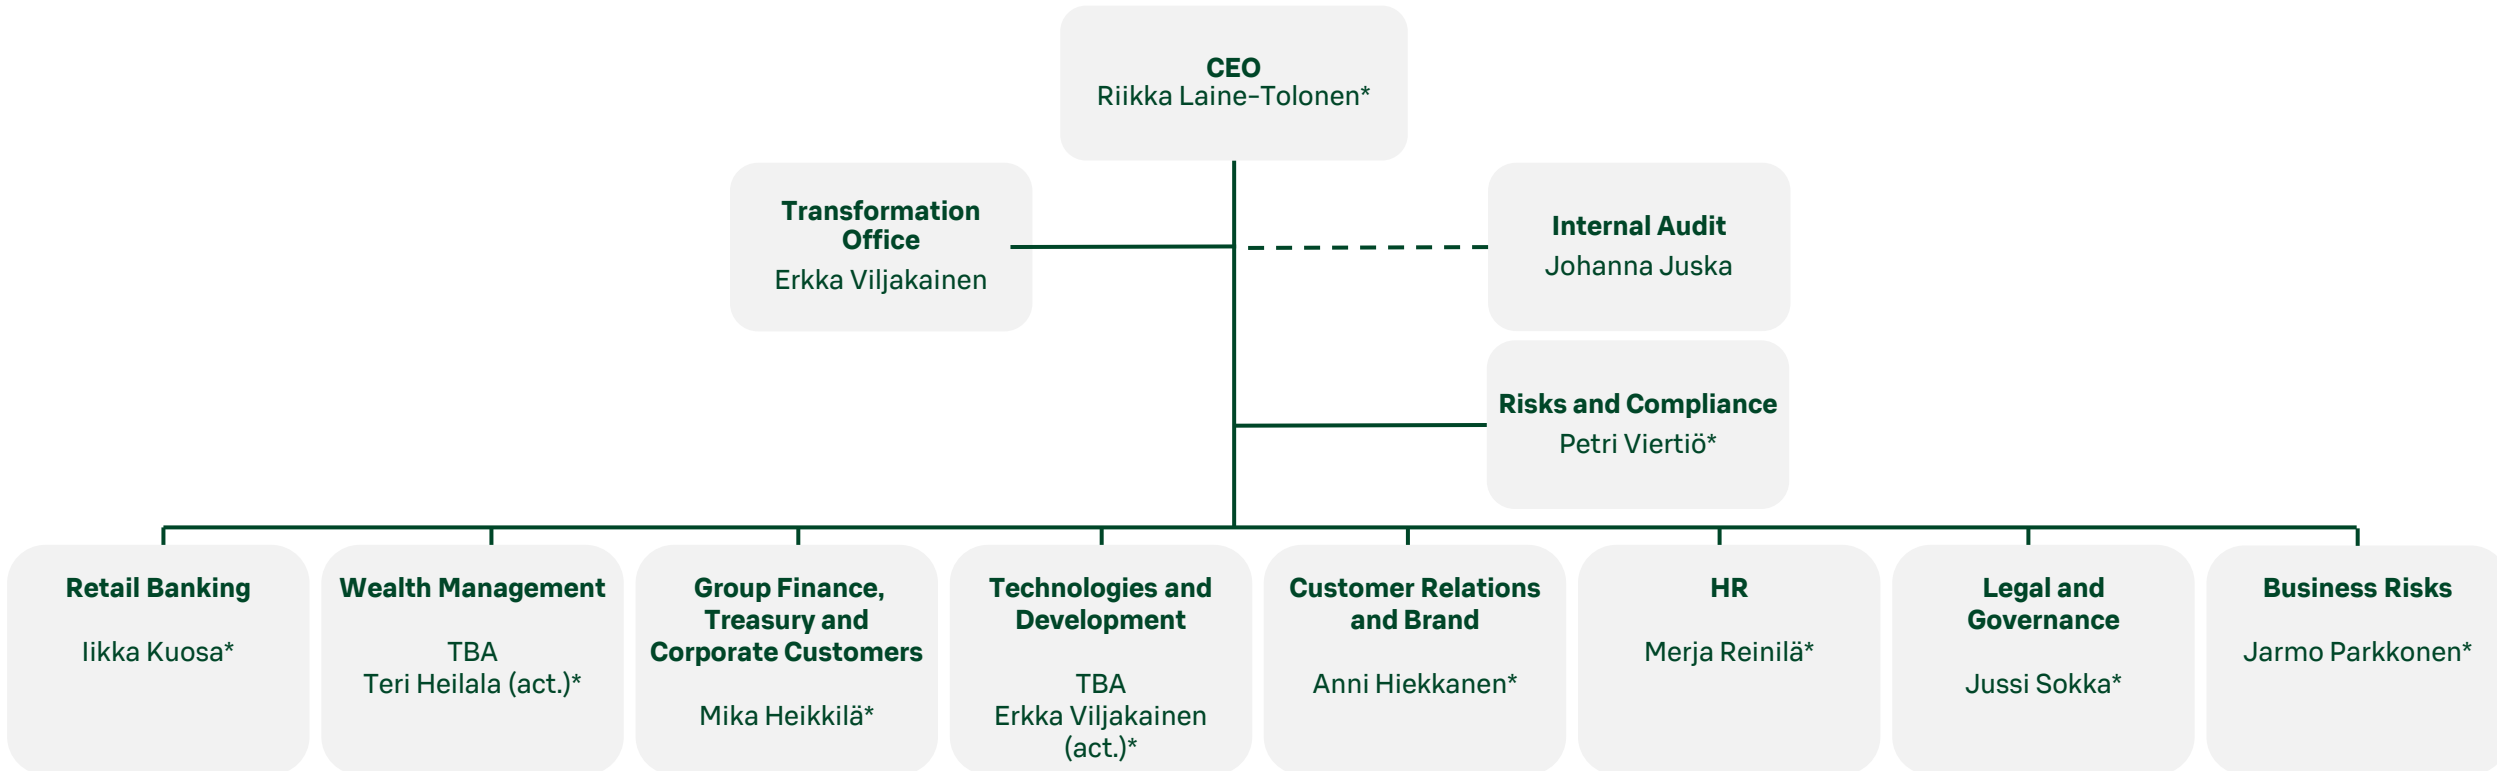 CEO
Riikka Laine-Tolonen*
Transformation
Office
Erkka Viljakainen
Internal Audit
Johanna Juska
Risks and Compliance
Petri Viertiö*
Retail Banking
Iikka Kuosa*
Wealth Management
TBA
Teri Heilala (act.)*
Group Finance,
Treasury and
Corporate Customers
Mika Heikkilä*
Technologies and
Development
TBA
Erkka Viljakainen
(act.)*
Customer Relations
and Brand
Anni Hiekkanen*
HR
Merja Reinilä*
Legal and
Governance
Jussi Sokka*
Business Risks
Jarmo Parkkonen*